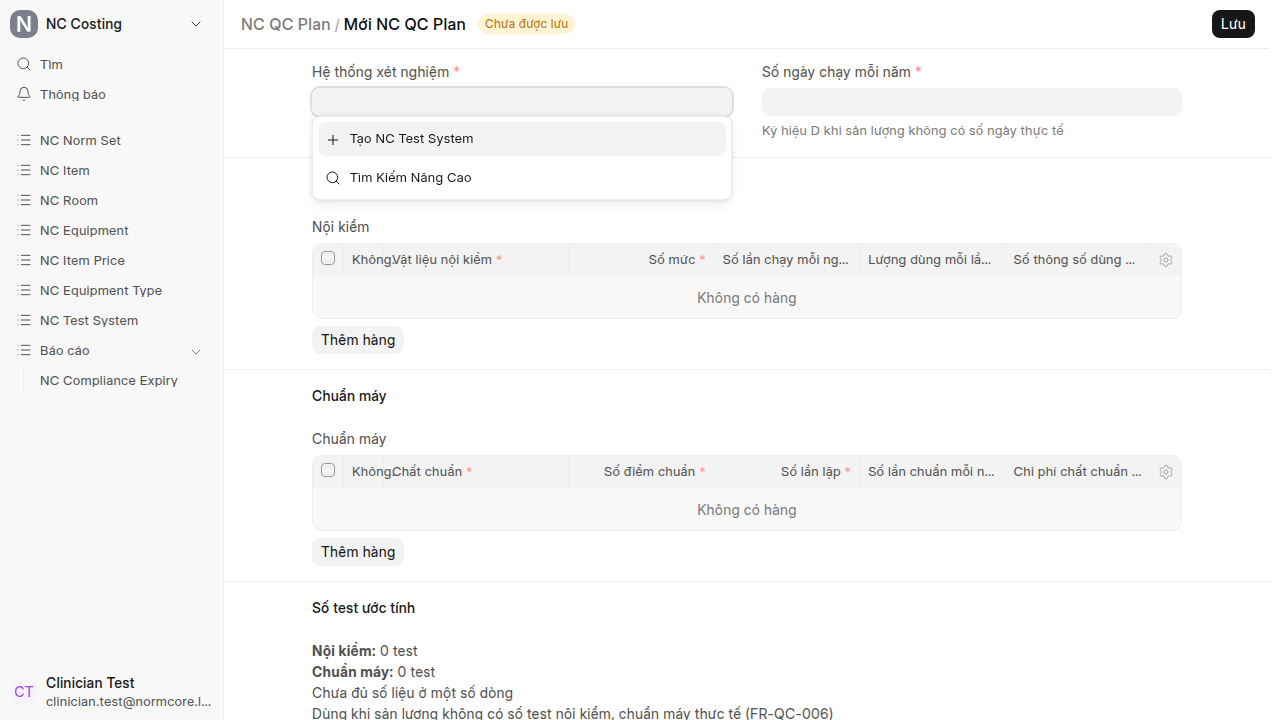 NC Costing
Tìm
Thông báo
NC Norm Set
NC Item
NC Room
NC Equipment
NC Item Price
NC Equipment Type
NC Test System
Báo cáo
NC Compliance Expiry
CT
Clinician Test
clinician.test@normcore.l...
NC QC Plan / Mới NC QC Plan Chưa được lưu
Lưu
Hệ thống xét nghiệm *
Số ngày chạy mỗi năm *
Ký hiệu D khi sản lượng không có số ngày thực tế
Tạo NC Test System
Tìm Kiếm Nâng Cao
Nội kiểm
Không Vật liệu nội kiểm * Số mức * Số lần chạy mỗi ng... Lượng dùng mỗi lầ... Số thông số dùng ...
Không có hàng
Thêm hàng
Chuẩn máy
Chuẩn máy
Không Chất chuẩn * Số điểm chuẩn * Số lần lặp * Số lần chuẩn mỗi n... Chi phí chất chuẩn ...
Không có hàng
Thêm hàng
Số test ước tính
Nội kiểm: 0 test
Chuẩn máy: 0 test
Chưa đủ số liệu ở một số dòng
Dùng khi sản lượng không có số test nội kiểm, chuẩn máy thực tế (FR-QC-006)